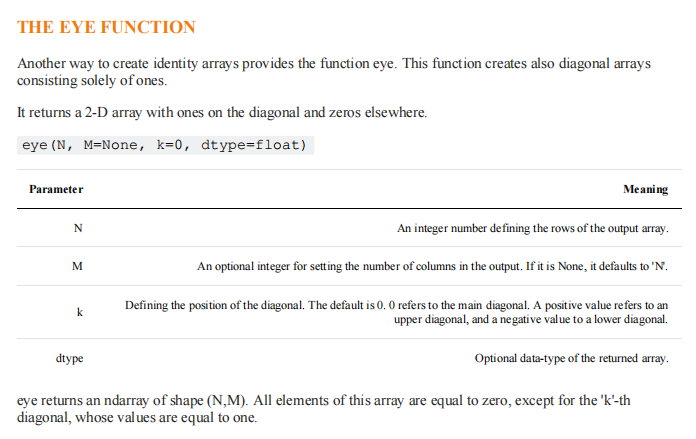 THE EYE FUNCTION
Another way to create identity arrays provides the function eye. This function creates also diagonal arrays
consisting solely of ones.
It returns a 2-D array with ones on the diagonal and zeros elsewhere.
eye(N, M=None, k=0, dtype=float)
Parameter Meaning
N An integer number defining the rows of the output array.
M An optional integer for setting the number of columns in the output. If it is None, it defaults to 'N'.
k Defining the position of the diagonal. The default is 0. 0 refers to the main diagonal. A positive value refers to an
upper diagonal, and a negative value to a lower diagonal.
dtype Optional data-type of the returned array.
eye returns an ndarray of shape (N,M). All elements of this array are equal to zero, except for the 'k'-th
diagonal, whose values are equal to one.